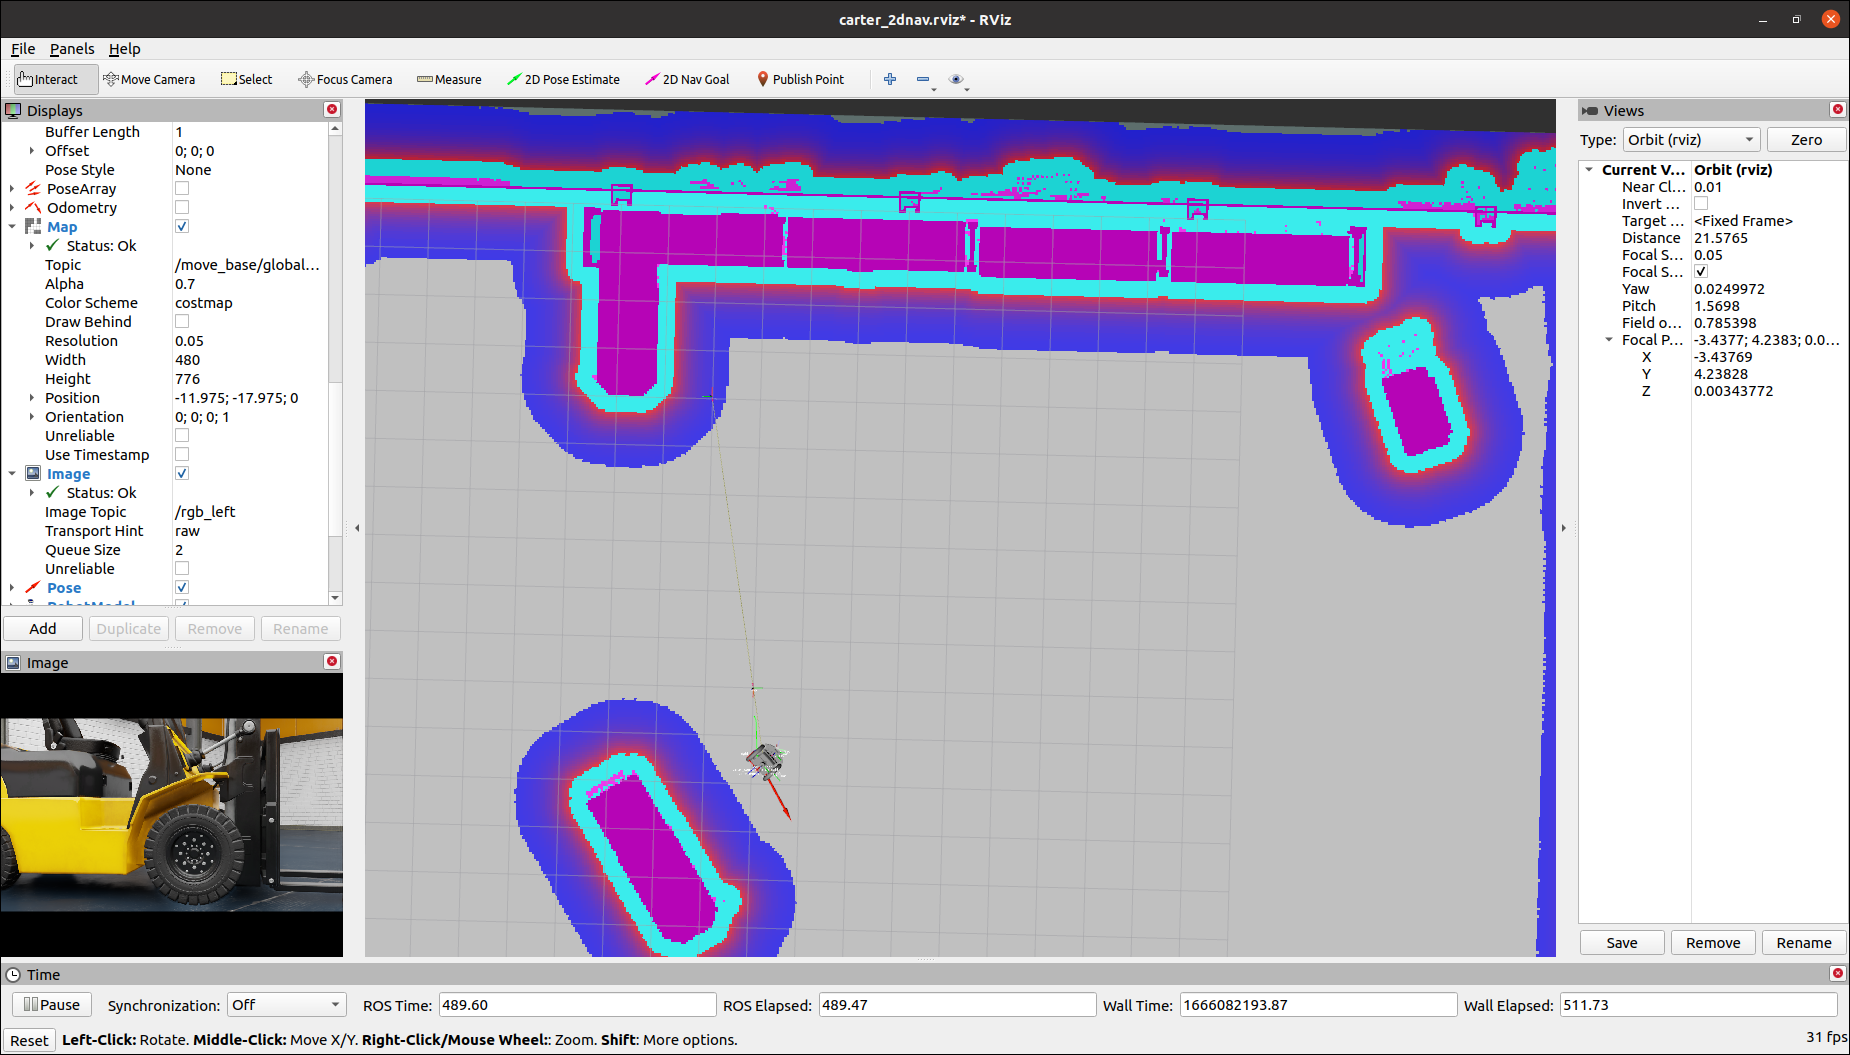 carter_2dnav.rviz* - RViz
File Panels Help
Interact Move Camera Select Focus Camera Measure 2D Pose Estimate 2D Nav Goal Publish Point
Displays
Buffer Length 1
Offset 0; 0; 0
Pose Style None
PoseArray
Odometry
Map
Status: Ok
Topic /move_base/global...
Alpha 0.7
Color Scheme costmap
Draw Behind
Resolution 0.05
Width 480
Height 776
Position -11.975; -17.975; 0
Orientation 0; 0; 0; 1
Unreliable
Use Timestamp
Image
Status: Ok
Image Topic /rgb_left
Transport Hint raw
Queue Size 2
Unreliable
Pose
RobotModel
Add Duplicate Remove Rename
Image
Views
Type: Orbit (rviz) Zero
Current V... Orbit (rviz)
Near Cl... 0.01
Invert ...
Target ... <Fixed Frame>
Distance 21.5765
Focal S... 0.05
Focal S...
Yaw 0.0249972
Pitch 1.5698
Field o... 0.785398
Focal P... -3.4377; 4.2383; 0.0...
X -3.43769
Y 4.23828
Z 0.00343772
Save Remove Rename
Time
Pause Synchronization: Off ROS Time: 489.60 ROS Elapsed: 489.47 Wall Time: 1666082193.87 Wall Elapsed: 511.73
Reset Left-Click: Rotate. Middle-Click: Move X/Y. Right-Click/Mouse Wheel:: Zoom. Shift: More options. 31 fps